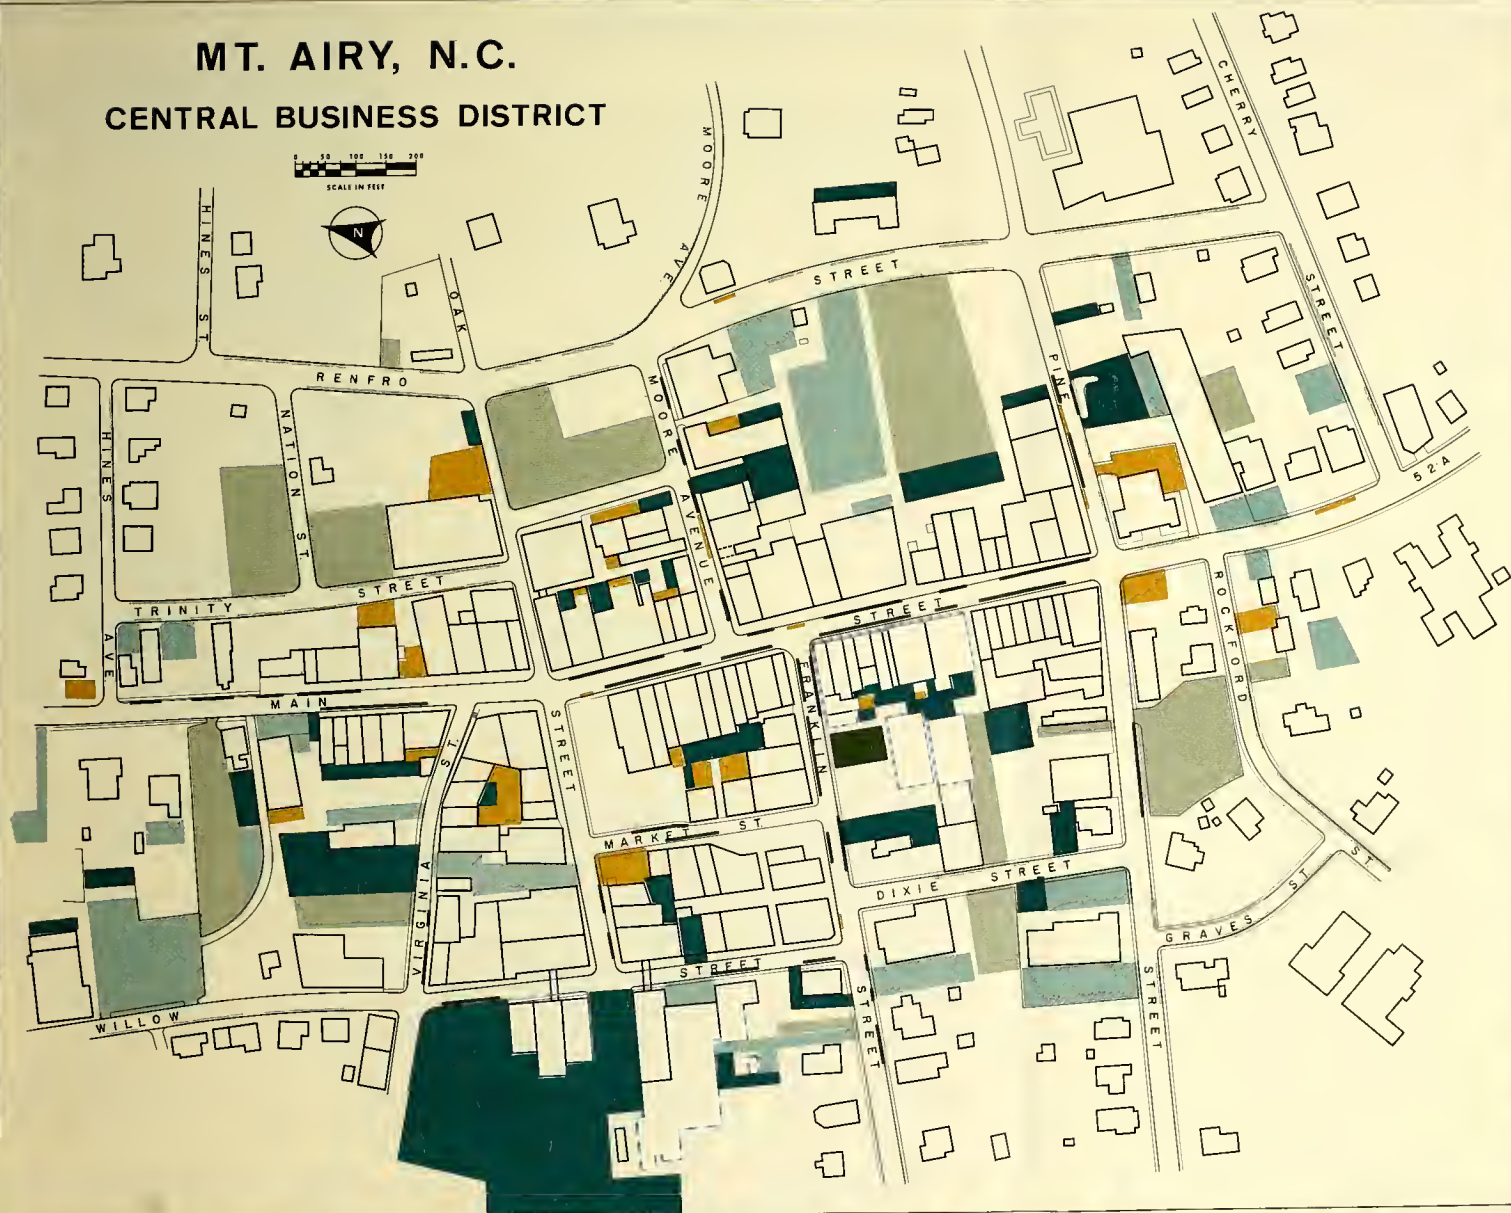 MT. AIRY, N.C.
CENTRAL BUSINESS DISTRICT
0 50 100 150 200
SCALE IN FEET
N
HINES ST
OAK
MOORE AVE.
STREET
CHERRY
STREET
RENFRO
NATION ST
HINES AVE
MOORE AVENUE
PINE
52-A
TRINITY STREET
STREET
ROCKFORD ST
MAIN
FRANKLIN
STREET
VIRGINIA ST.
MARKET ST
DIXIE STREET
GRAVES ST
WILLOW
STREET
STREET
STREET